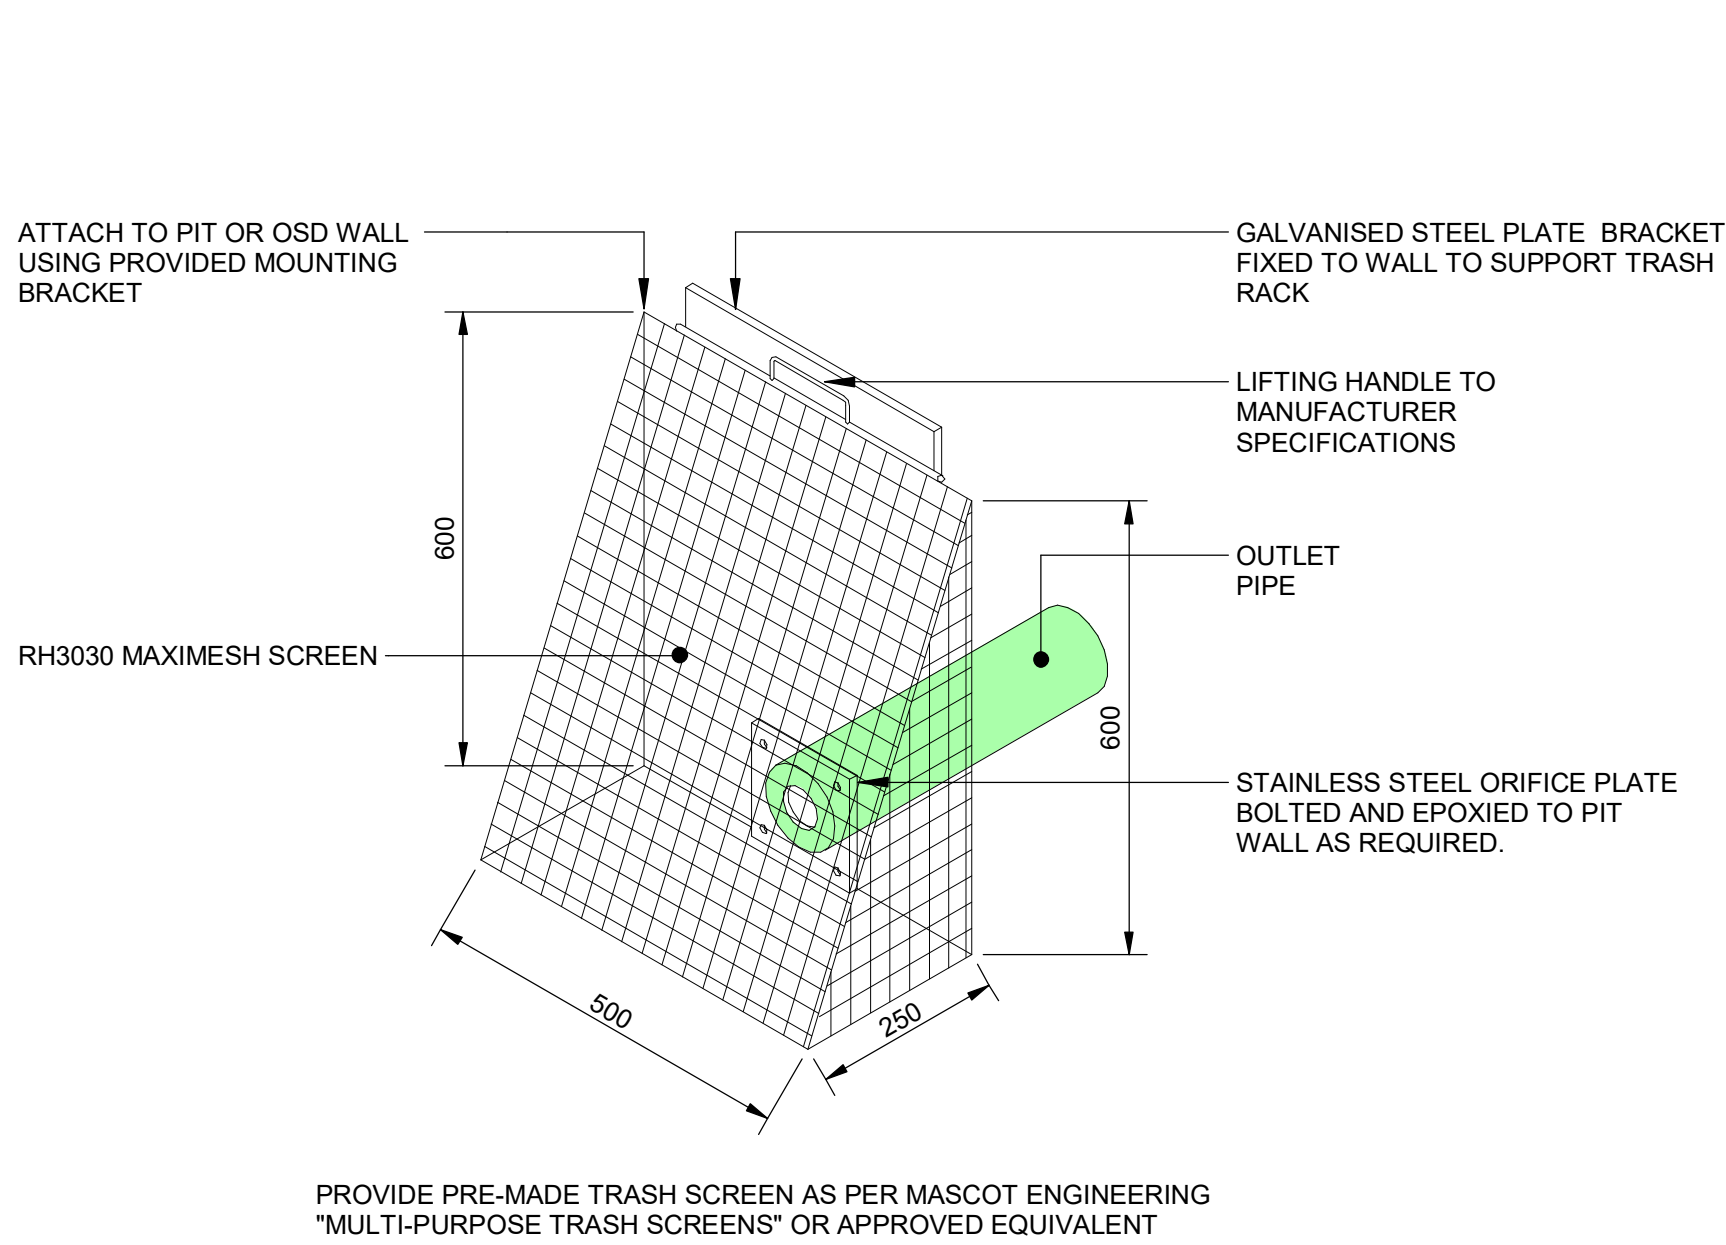 ATTACH TO PIT OR OSD WALL
USING PROVIDED MOUNTING
BRACKET
GALVANISED STEEL PLATE BRACKET
FIXED TO WALL TO SUPPORT TRASH
RACK
LIFTING HANDLE TO
MANUFACTURER
SPECIFICATIONS
600
OUTLET
PIPE
RH3030 MAXIMESH SCREEN
600
STAINLESS STEEL ORIFICE PLATE
BOLTED AND EPOXIED TO PIT
WALL AS REQUIRED.
500
250
PROVIDE PRE-MADE TRASH SCREEN AS PER MASCOT ENGINEERING
"MULTI-PURPOSE TRASH SCREENS" OR APPROVED EQUIVALENT